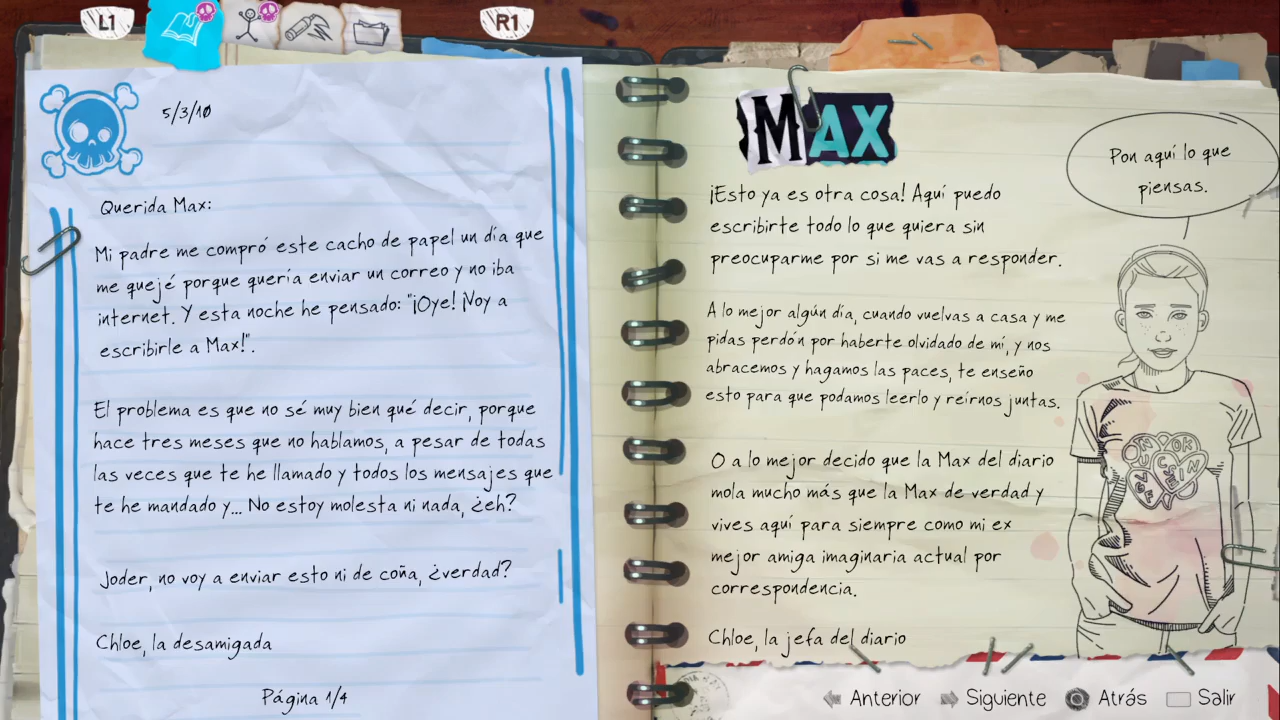 L1
R1
5/3/10
Querida Max:
Mi padre me compró este cacho de papel un día que
me quejé porque quería enviar un correo y no iba
internet. Y esta noche he pensado: "¡Oye! ¡Voy a
escribirle a Max!".
El problema es que no sé muy bien qué decir, porque
hace tres meses que no hablamos, a pesar de todas
las veces que te he llamado y todos los mensajes que
te he mandado y... No estoy molesta ni nada, ¿eh?
Joder, no voy a enviar esto ni de coña, ¿verdad?
Chloe, la desamigada
Página 1/4
MAX
¡Esto ya es otra cosa! Aquí puedo
escribirte todo lo que quiera sin
preocuparme por si me vas a responder.
A lo mejor algún día, cuando vuelvas a casa y me
pidas perdón por haberte olvidado de mí, y nos
abracemos y hagamos las paces, te enseño
esto para que podamos leerlo y reírnos juntas.
O a lo mejor decido que la Max del diario
mola mucho más que la Max de verdad y
vives aquí para siempre como mi ex
mejor amiga imaginaria actual por
correspondencia.
Chloe, la jefa del diario
Pon aquí lo que
piensas.
Anterior
Siguiente
Atrás
Salir